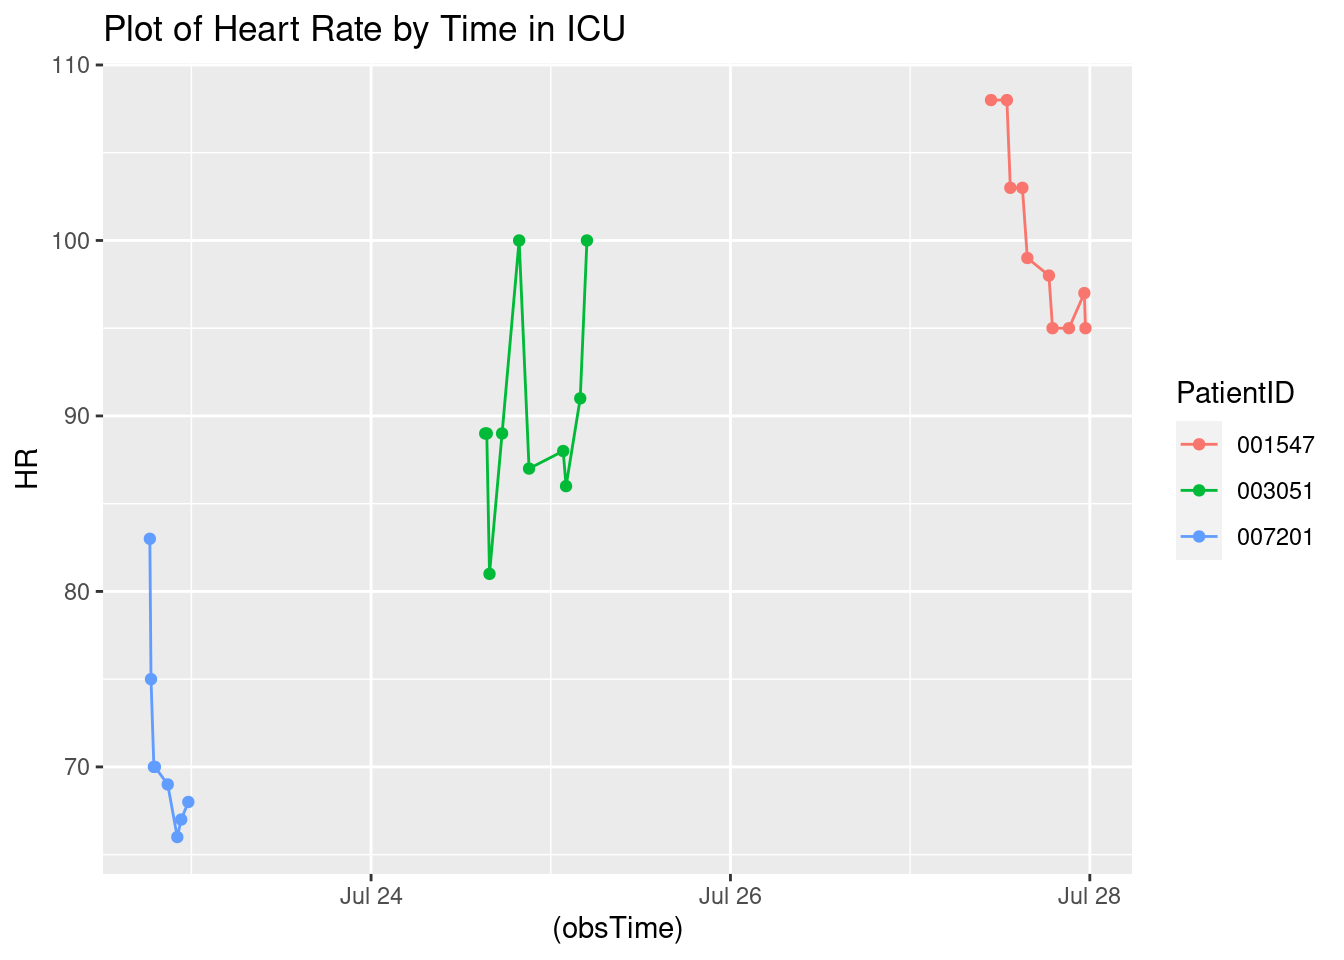 Plot of Heart Rate by Time in ICU
110
100
90
80
70
HR
Jul 24
Jul 26
Jul 28
(obsTime)
PatientID
001547
003051
007201